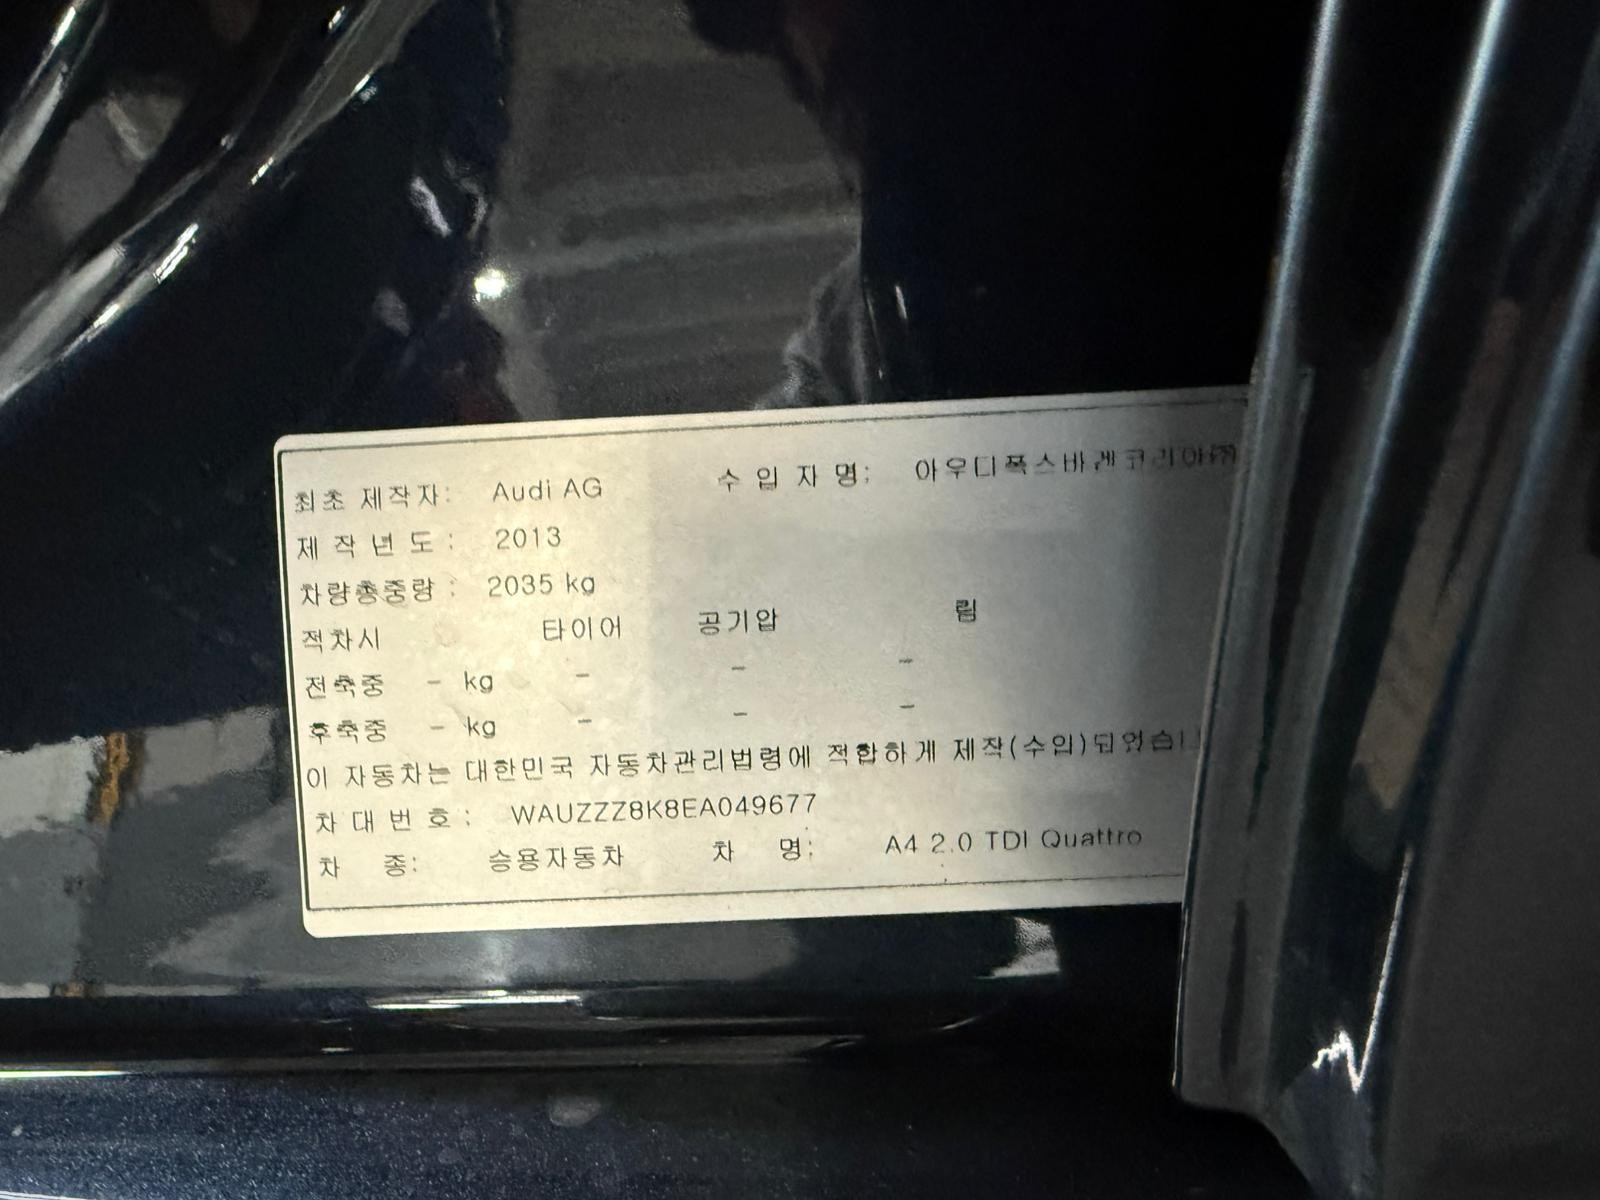 최초 제작자: Audi AG 수 입 자 명: 아우디폭스바겐코리아㈜
제 작 년 도 : 2013
차량총중량 : 2035 kg
적차시 타이어 공기압 림
전축중 - kg - - -
후축중 - kg - - -
이 자동차는 대한민국 자동차관리법령에 적합하게 제작(수입)되었습
차 대 번 호 : WAUZZZ8K8EA049677
차 종: 승용자동차 차 명: A4 2.0 TDI Quattro